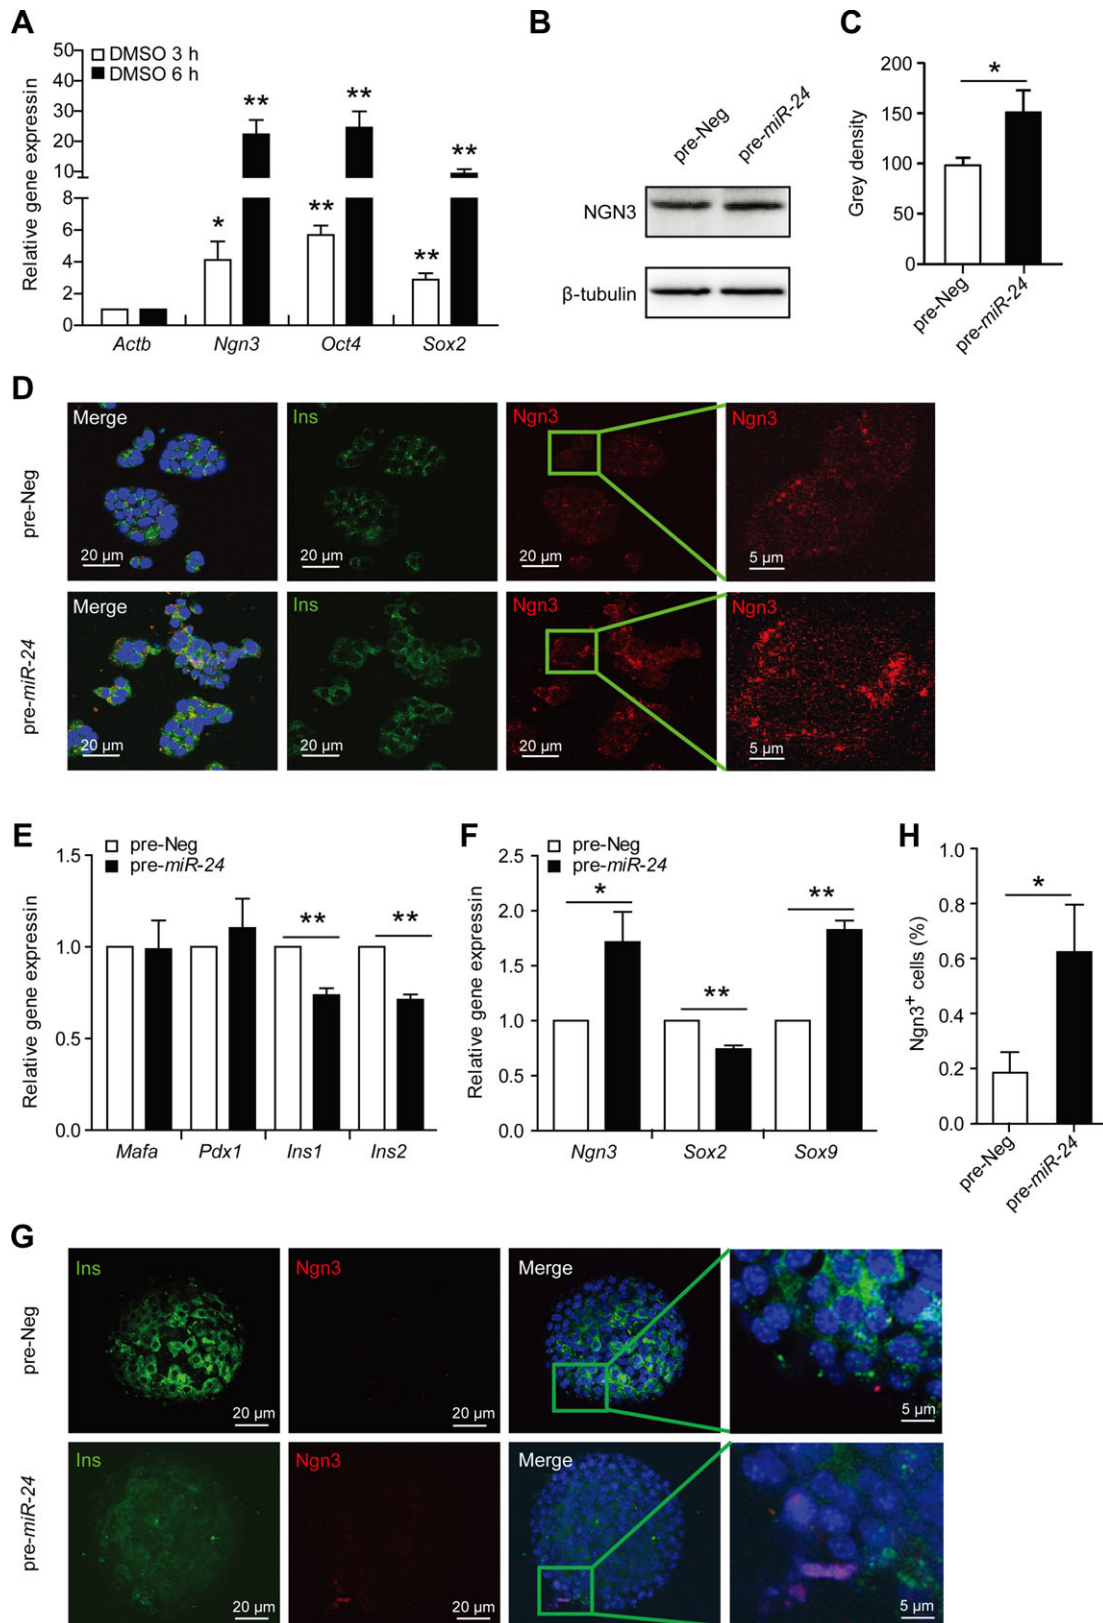 A
B
C
50
40
30
20
10
8
6
4
2
0
Relative gene expressin
DMSO 3 h
DMSO 6 h
*
**
**
**
**
**
Actb
Ngn3
Oct4
Sox2
pre-Neg
pre-miR-24
NGN3
β-tubulin
200
150
100
50
0
Grey density
*
pre-Neg
pre-miR-24
D
pre-Neg
Merge
20 µm
Ins
20 µm
Ngn3
20 µm
Ngn3
5 µm
pre-miR-24
Merge
20 µm
Ins
20 µm
Ngn3
20 µm
Ngn3
5 µm
E
pre-Neg
pre-miR-24
1.5
1.0
0.5
0.0
Relative gene expressin
**
**
Mafa
Pdx1
Ins1
Ins2
F
pre-Neg
pre-miR-24
2.5
2.0
1.5
1.0
0.5
0.0
Relative gene expressin
*
**
**
Ngn3
Sox2
Sox9
H
1.0
0.8
0.6
0.4
0.2
0.0
Ngn3+ cells (%)
*
pre-Neg
pre-miR-24
G
pre-Neg
Ins
20 µm
Ngn3
20 µm
Merge
20 µm
5 µm
pre-miR-24
Ins
20 µm
Ngn3
20 µm
Merge
20 µm
5 µm